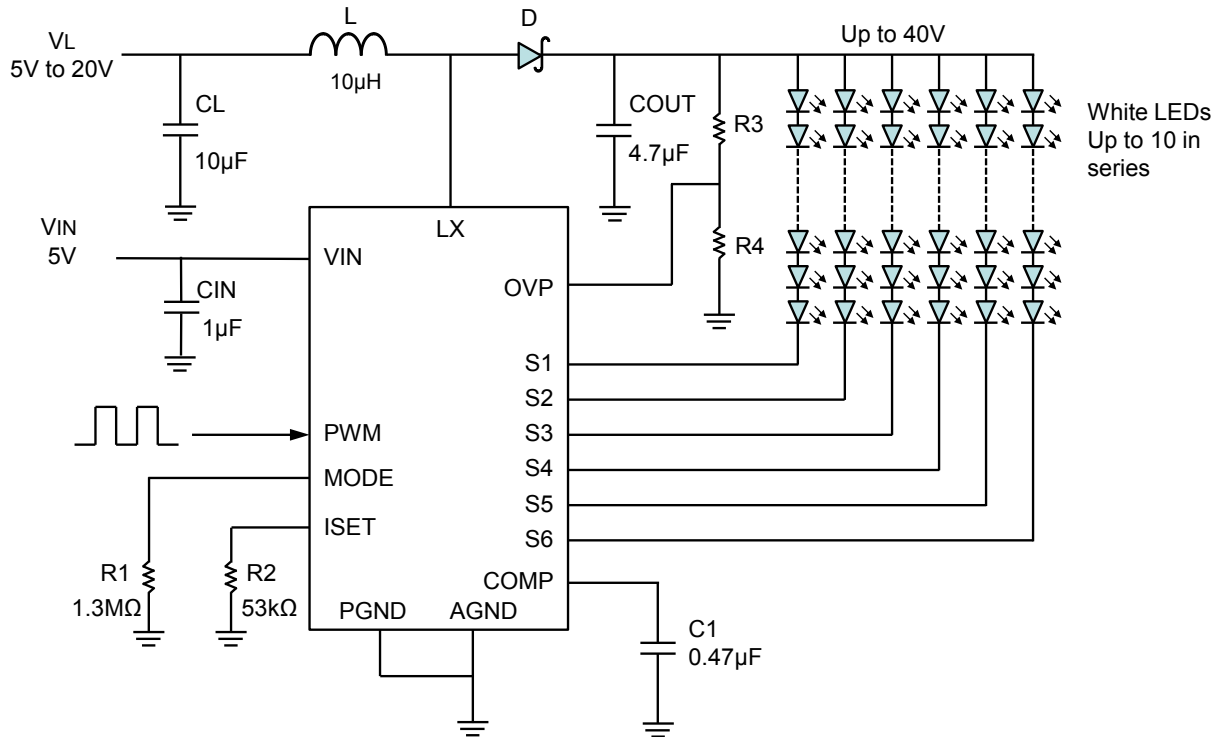 L
D
VL
5V to 20V
10µH
Up to 40V
CL
10µF
COUT
4.7µF
R3
White LEDs
Up to 10 in
series
VIN
5V
LX
R4
VIN
OVP
CIN
1µF
S1
S2
PWM
S3
MODE
S4
S5
ISET
S6
R1
1.3MΩ
R2
53kΩ
COMP
PGND
AGND
C1
0.47µF